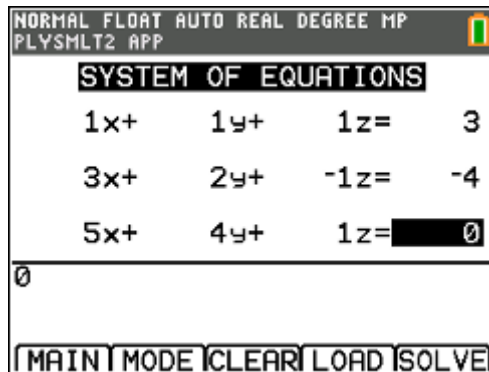 NORMAL FLOAT AUTO REAL DEGREE MP
PLYSMLT2 APP
SYSTEM OF EQUATIONS
1x+ 1y+ 1z= 3
3x+ 2y+ -1z= -4
5x+ 4y+ 1z= 0
0
MAIN MODE CLEAR LOAD SOLVE